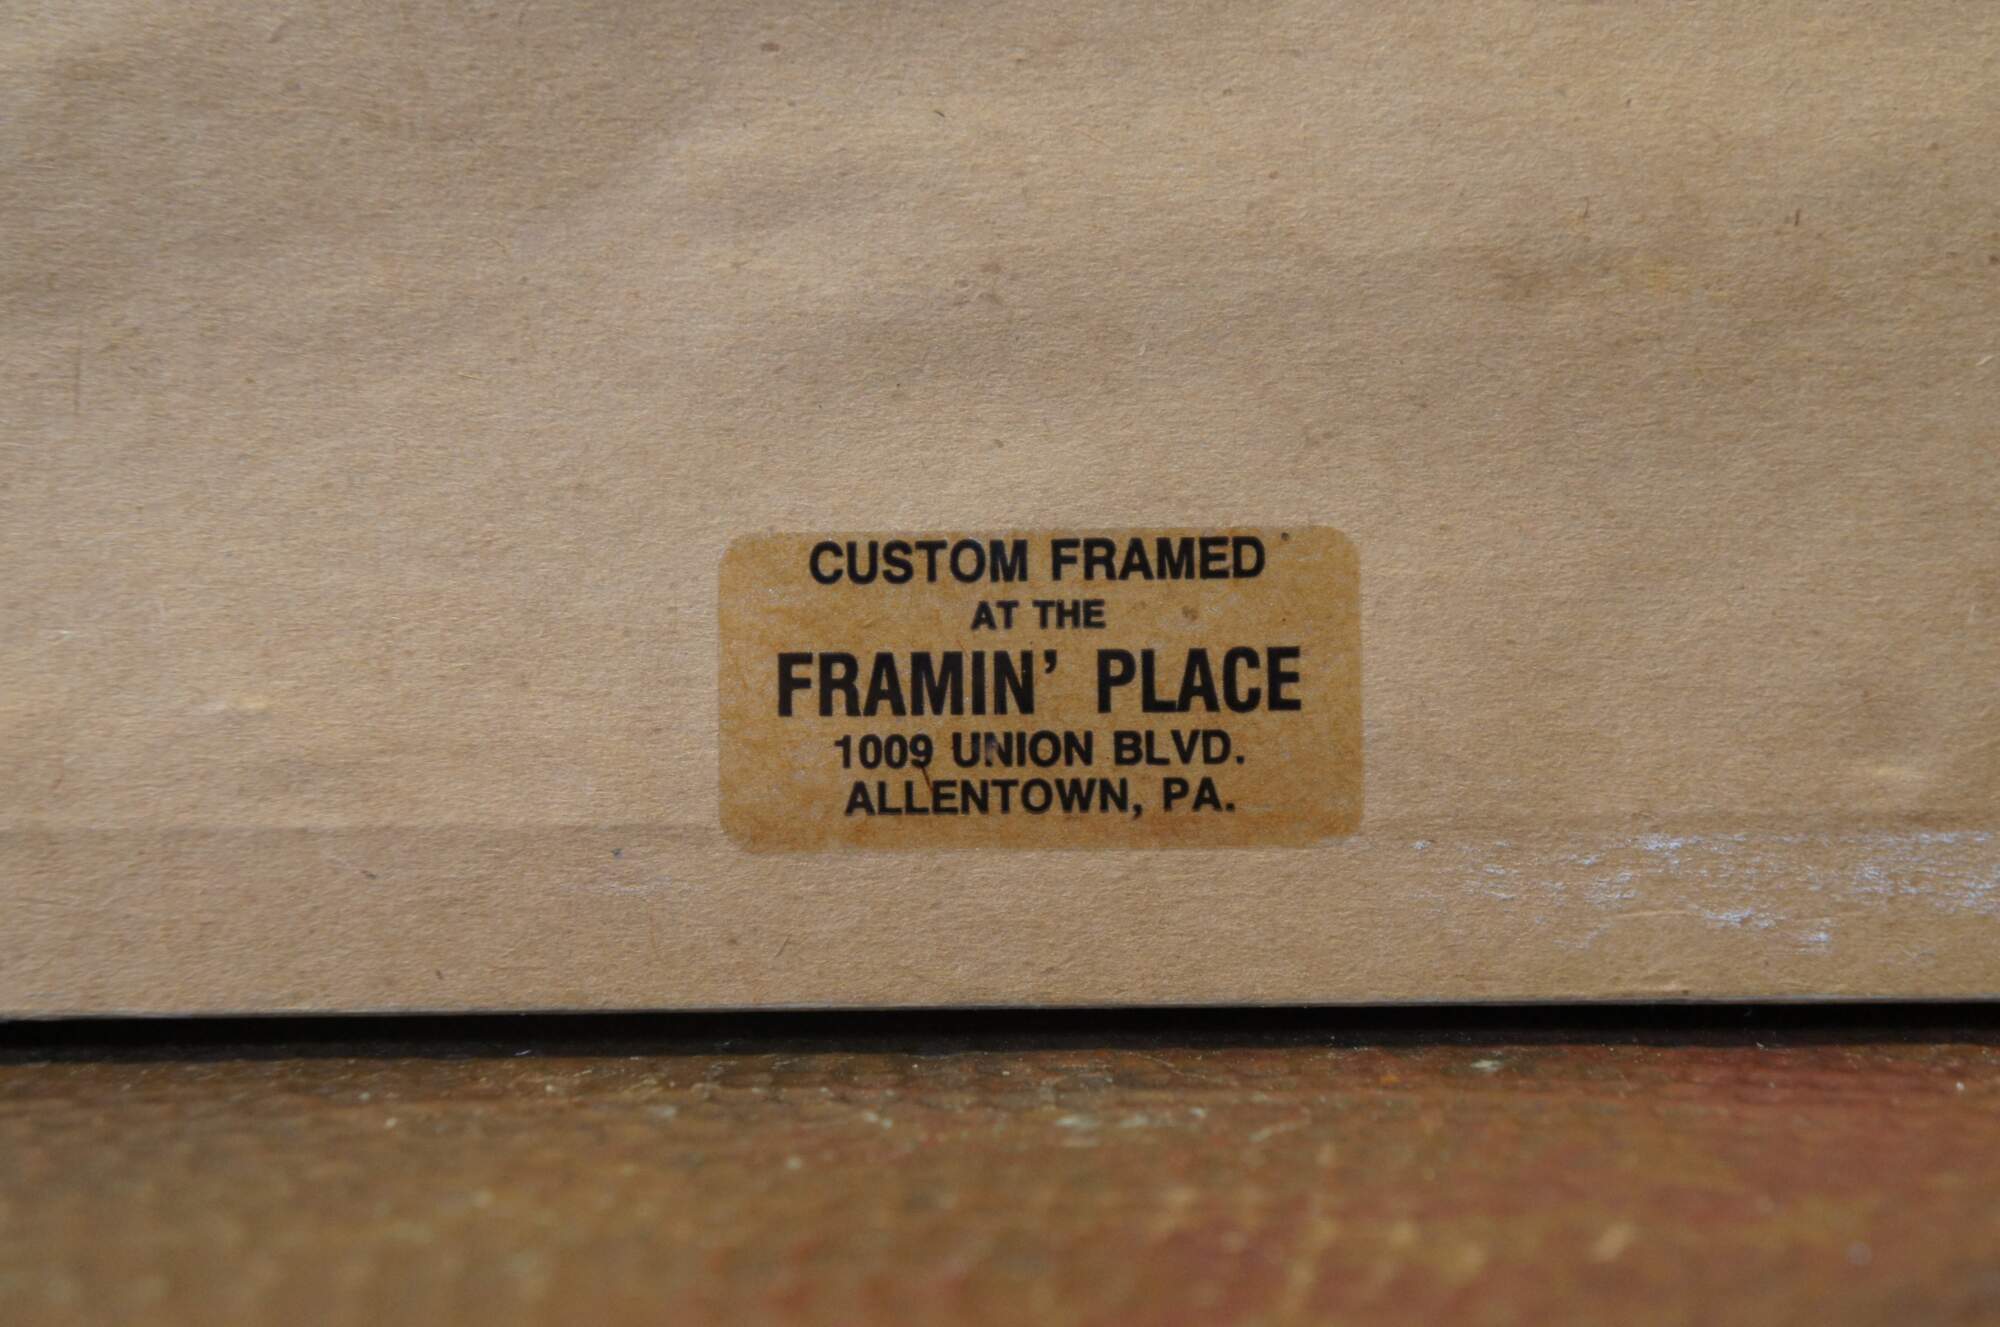 CUSTOM FRAMED
AT THE
FRAMIN' PLACE
1009 UNION BLVD.
ALLENTOWN, PA.